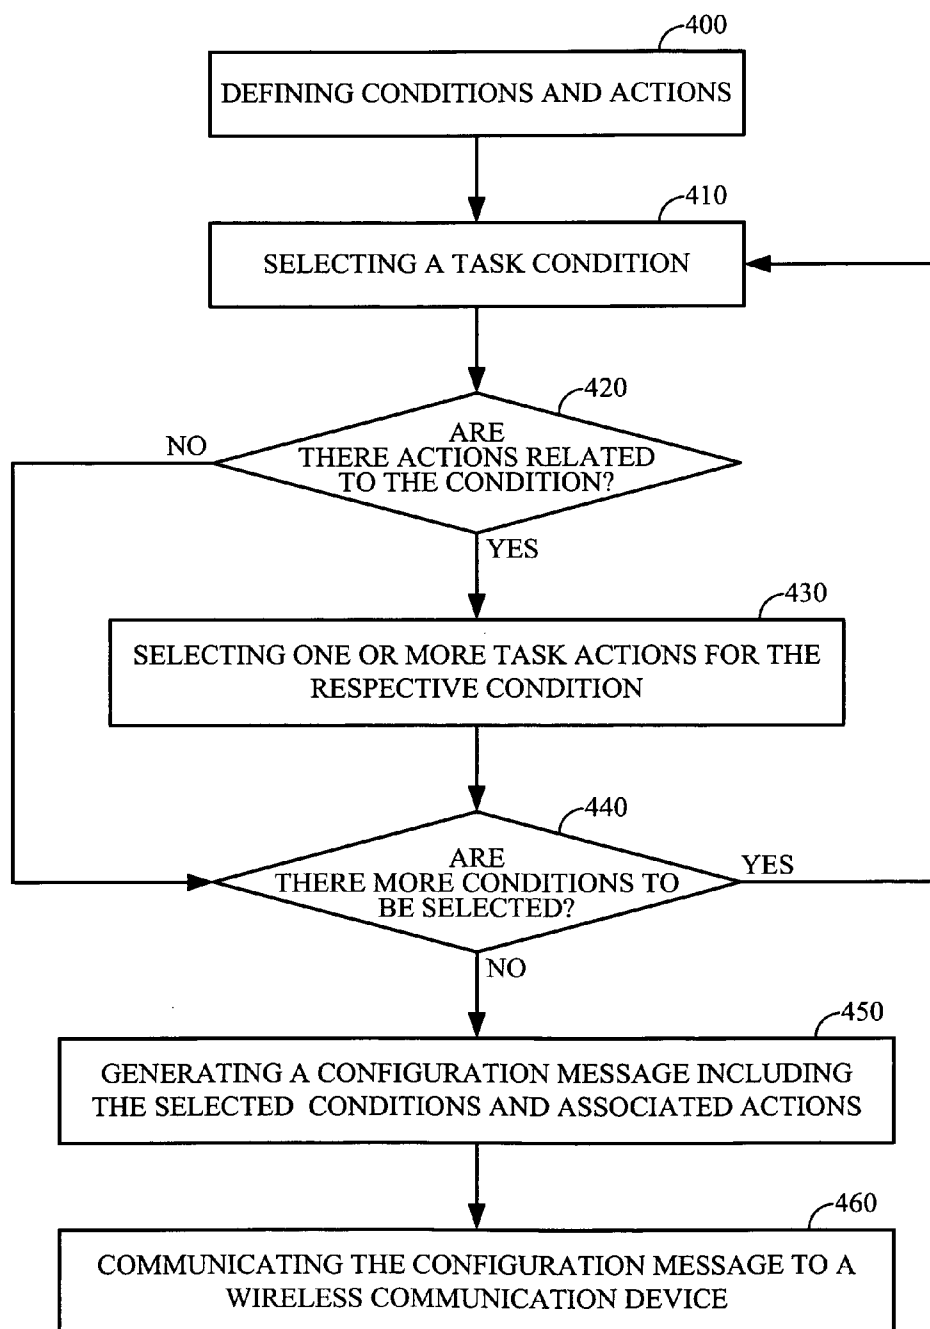 400
DEFINING CONDITIONS AND ACTIONS
410
SELECTING A TASK CONDITION
420
NO
ARE
THERE ACTIONS RELATED
TO THE CONDITION?
YES
430
SELECTING ONE OR MORE TASK ACTIONS FOR THE
RESPECTIVE CONDITION
440
ARE
THERE MORE CONDITIONS TO
BE SELECTED?
YES
NO
450
GENERATING A CONFIGURATION MESSAGE INCLUDING
THE SELECTED CONDITIONS AND ASSOCIATED ACTIONS
460
COMMUNICATING THE CONFIGURATION MESSAGE TO A
WIRELESS COMMUNICATION DEVICE